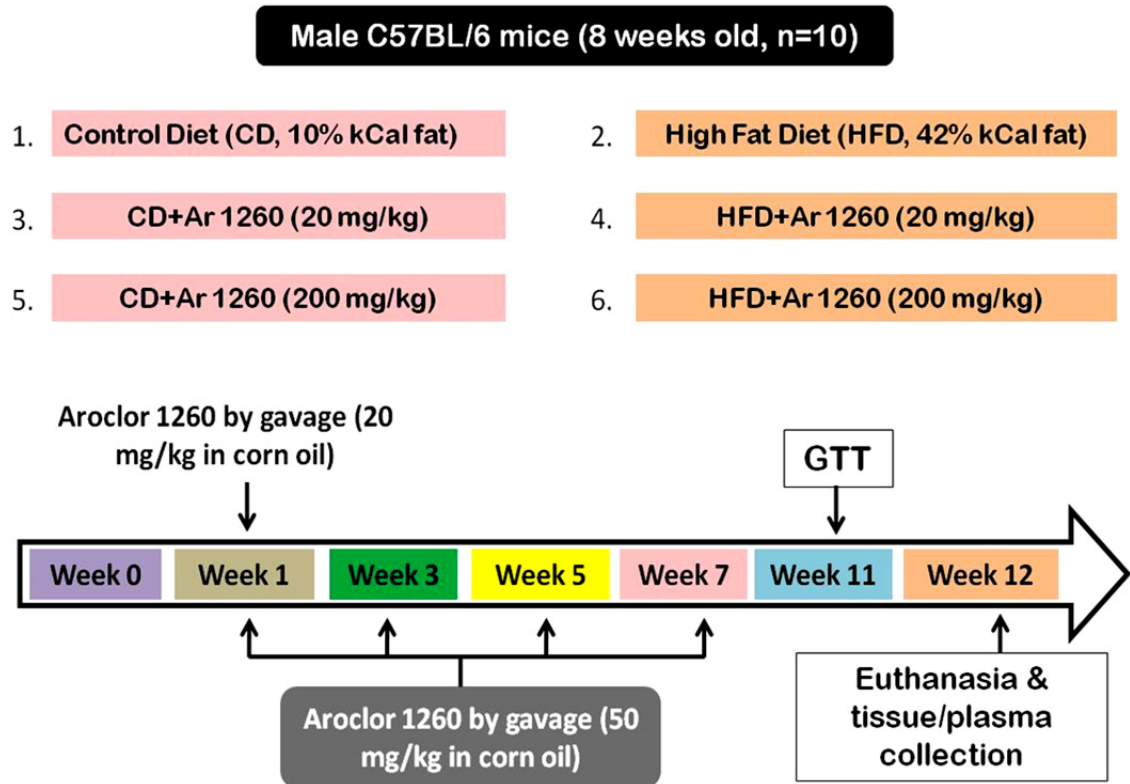 Male C57BL/6 mice (8 weeks old, n=10)
1. Control Diet (CD, 10% kCal fat)
2. High Fat Diet (HFD, 42% kCal fat)
3. CD+Ar 1260 (20 mg/kg)
4. HFD+Ar 1260 (20 mg/kg)
5. CD+Ar 1260 (200 mg/kg)
6. HFD+Ar 1260 (200 mg/kg)
Aroclor 1260 by gavage (20
mg/kg in corn oil)
GTT
Week 0
Week 1
Week 3
Week 5
Week 7
Week 11
Week 12
Aroclor 1260 by gavage (50
mg/kg in corn oil)
Euthanasia &
tissue/plasma
collection